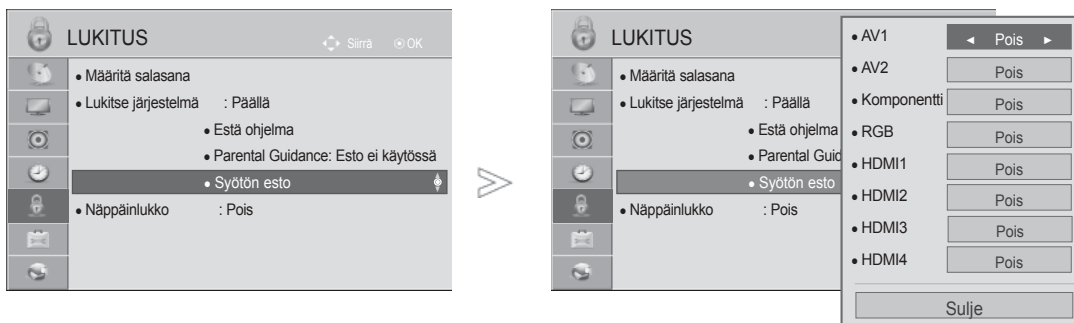 LUKITUS
Siirrä
OK
● Määritä salasana
● Lukitse järjestelmä : Päällä
● Estä ohjelma
● Parental Guidance: Esto ei käytössä
● Syötön esto
● Näppäinlukko : Pois
LUKITUS
● Määritä salasana
● Lukitse järjestelmä : Päällä
● Estä ohjelma
● Parental Guid
● Syötön esto
● Näppäinlukko : Pois
● AV1 ◄ Pois ►
● AV2 Pois
● Komponentti Pois
● RGB Pois
● HDMI1 Pois
● HDMI2 Pois
● HDMI3 Pois
● HDMI4 Pois
Sulje